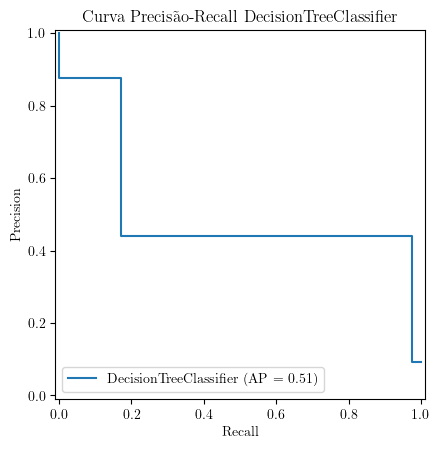 Curva Precisão-Recall DecisionTreeClassifier
1.0
0.8
0.6
0.4
0.2
0.0
Precision
DecisionTreeClassifier (AP = 0.51)
0.0 0.2 0.4 0.6 0.8 1.0
Recall